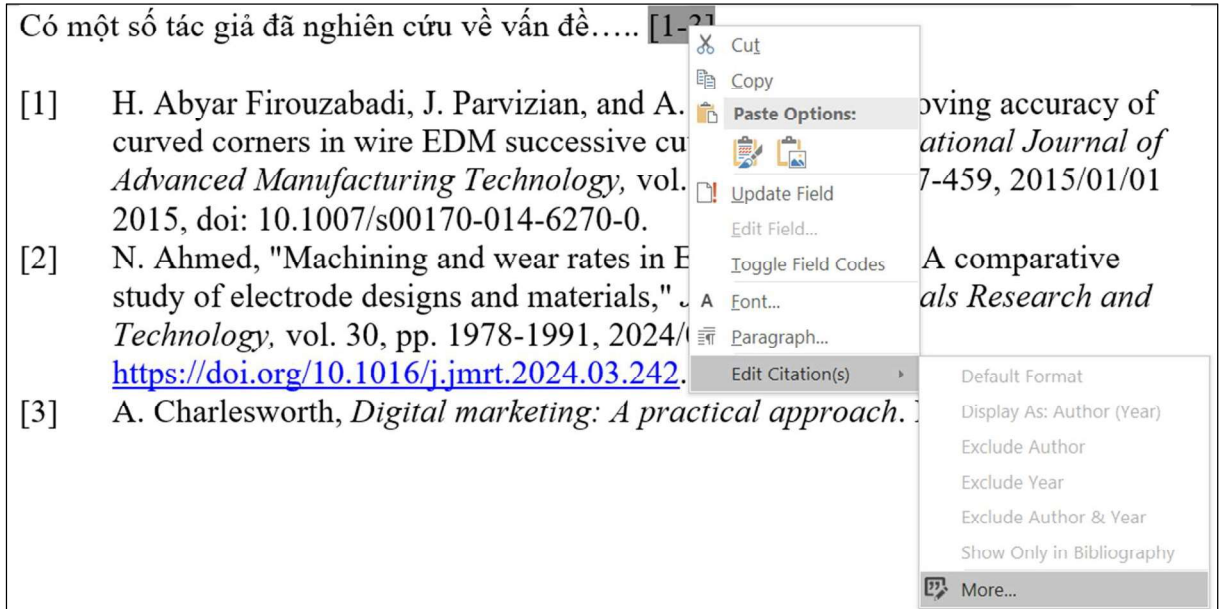 Có một số tác giả đã nghiên cứu về vấn đề….. [1-3]
[1] H. Abyar Firouzabadi, J. Parvizian, and A. oving accuracy of
curved corners in wire EDM successive ational Journal of
Advanced Manufacturing Technology, vol. 7-459, 2015/01/01
2015, doi: 10.1007/s00170-014-6270-0.
[2] N. Ahmed, "Machining and wear rates in A comparative
study of electrode designs and materials," als Research and
Technology, vol. 30, pp. 1978-1991,
https://doi.org/10.1016/j.jmrt.2024.03.242.
[3] A. Charlesworth, Digital marketing: A practical approach.
Cut
Copy
Paste Options:
Update Field
Edit Field...
Toggle Field Codes
Font...
Paragraph...
Edit Citation(s)
Default Format
Display As: Author (Year)
Exclude Author
Exclude Year
Exclude Author & Year
Show Only in Bibliography
More...